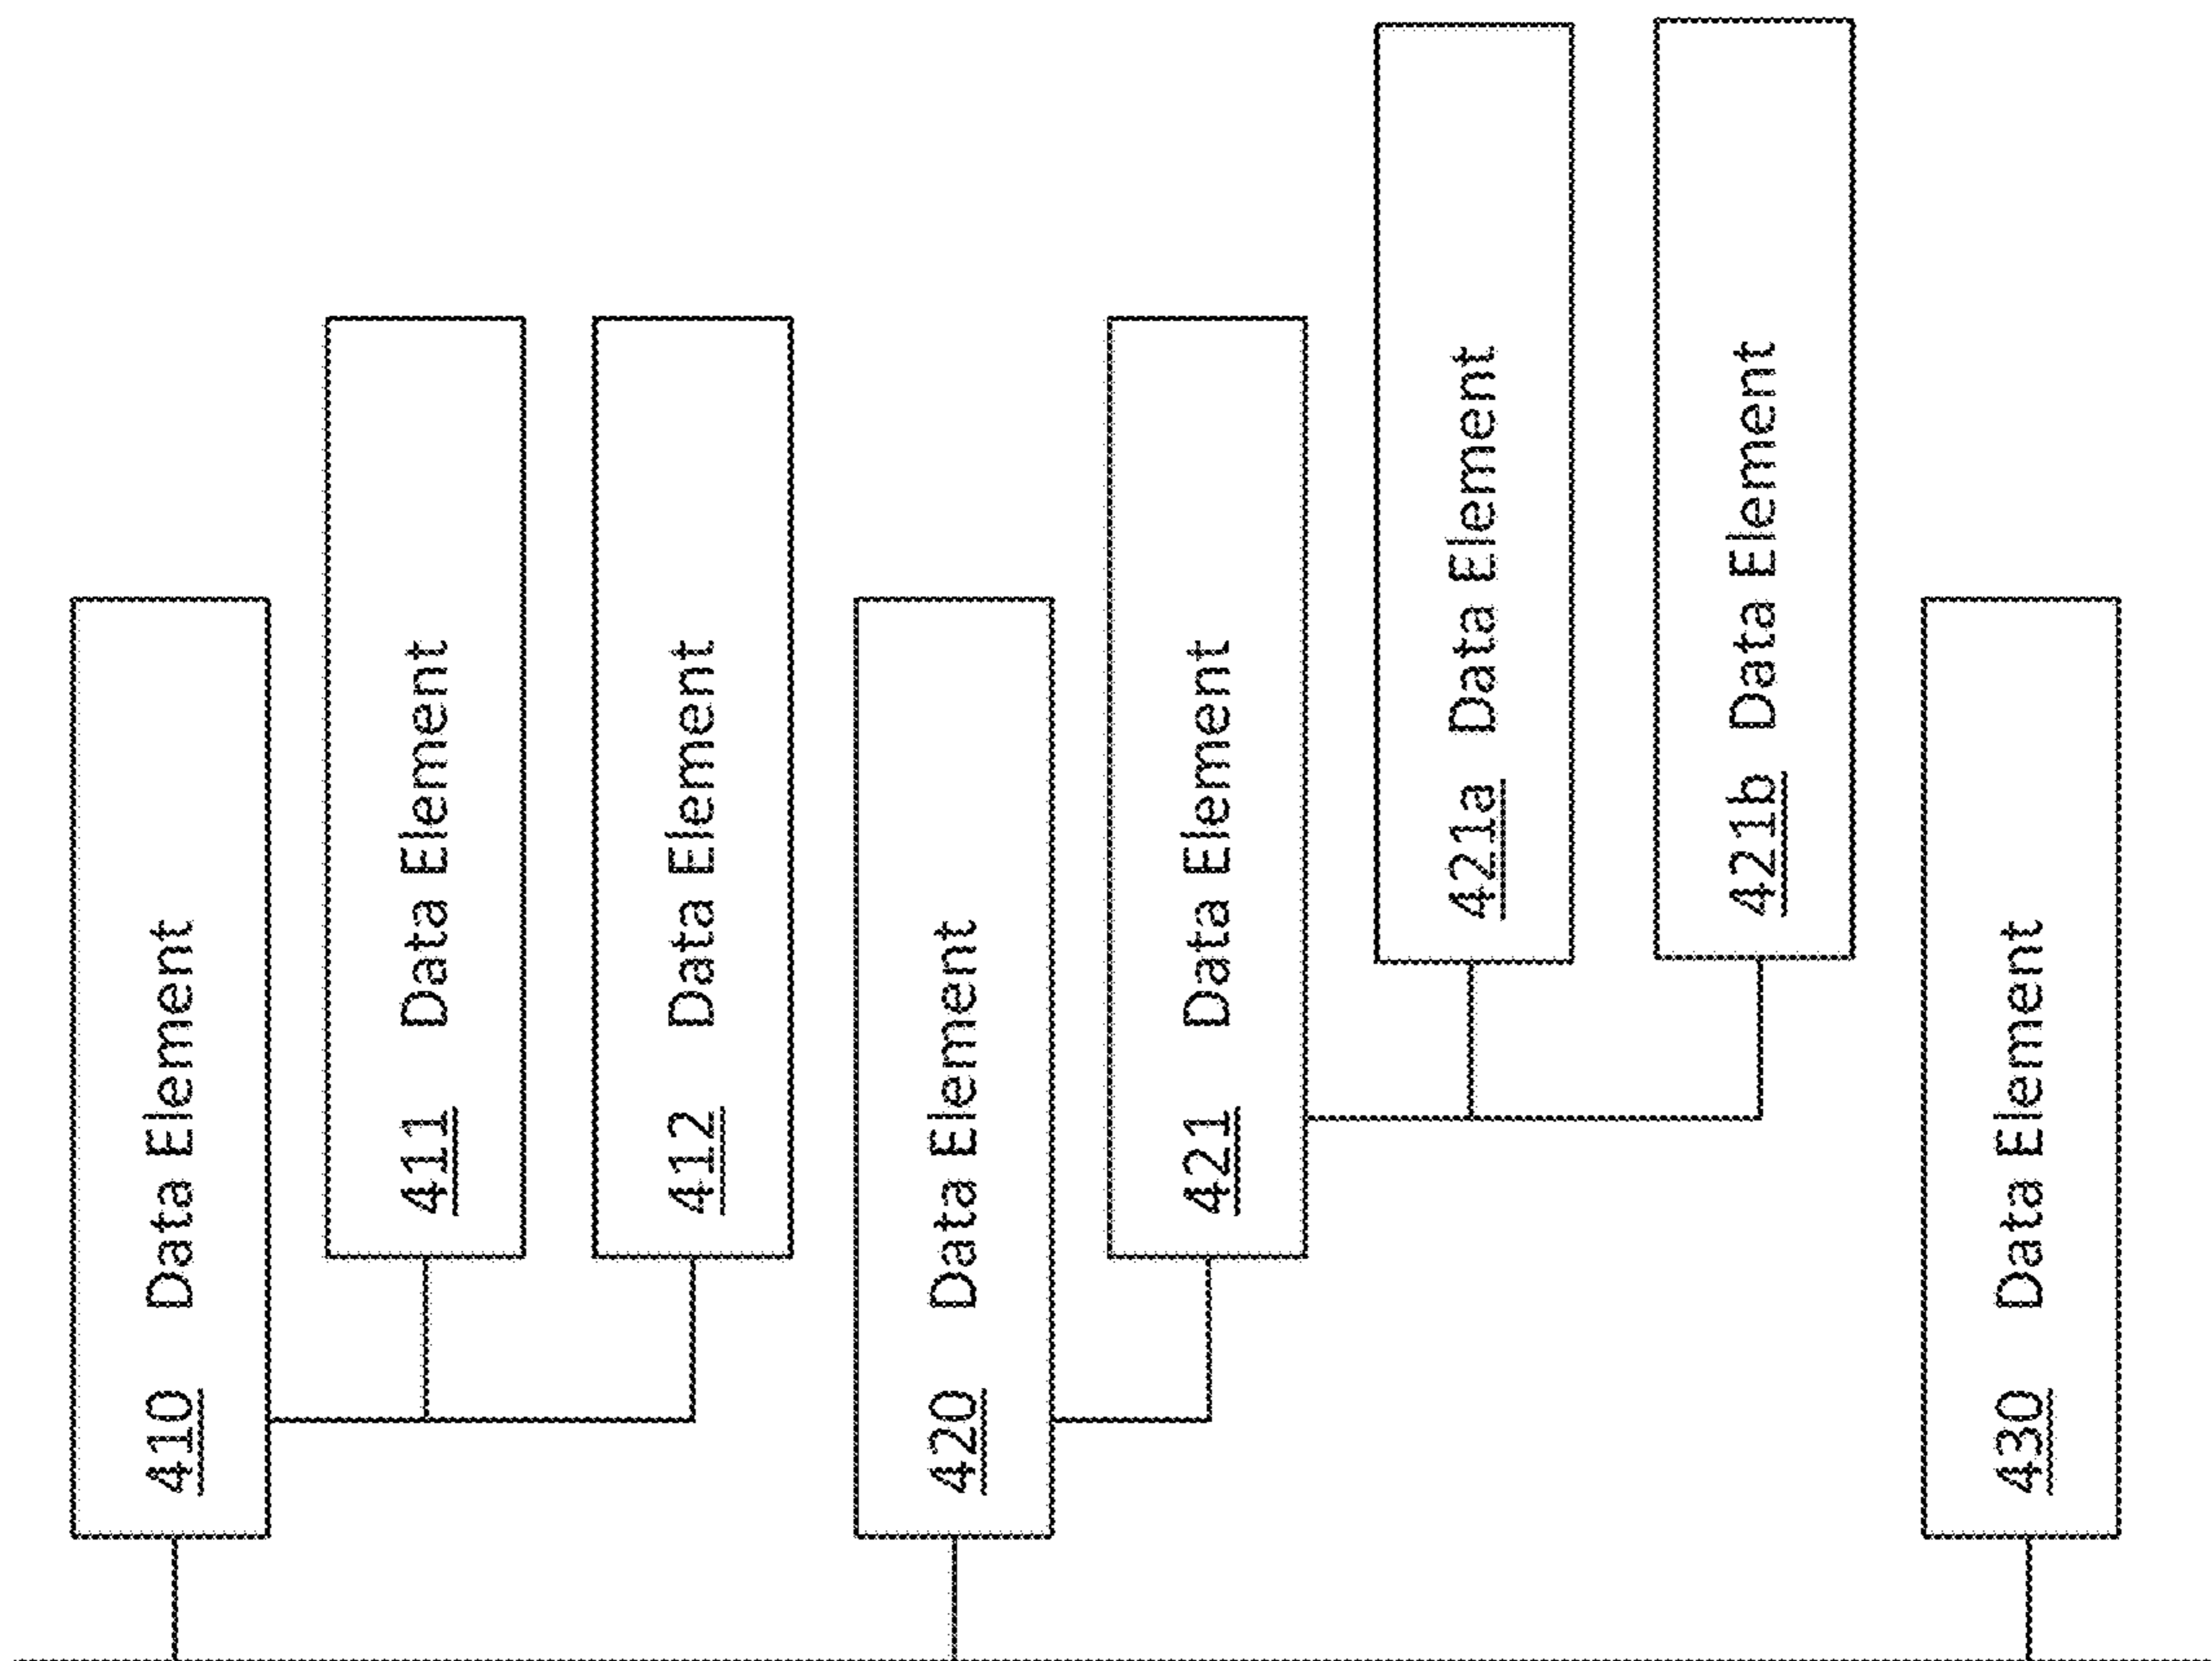 410 Data Element
411 Data Element
412 Data Element
420 Data Element
421 Data Element
421a Data Element
421b Data Element
430 Data Element